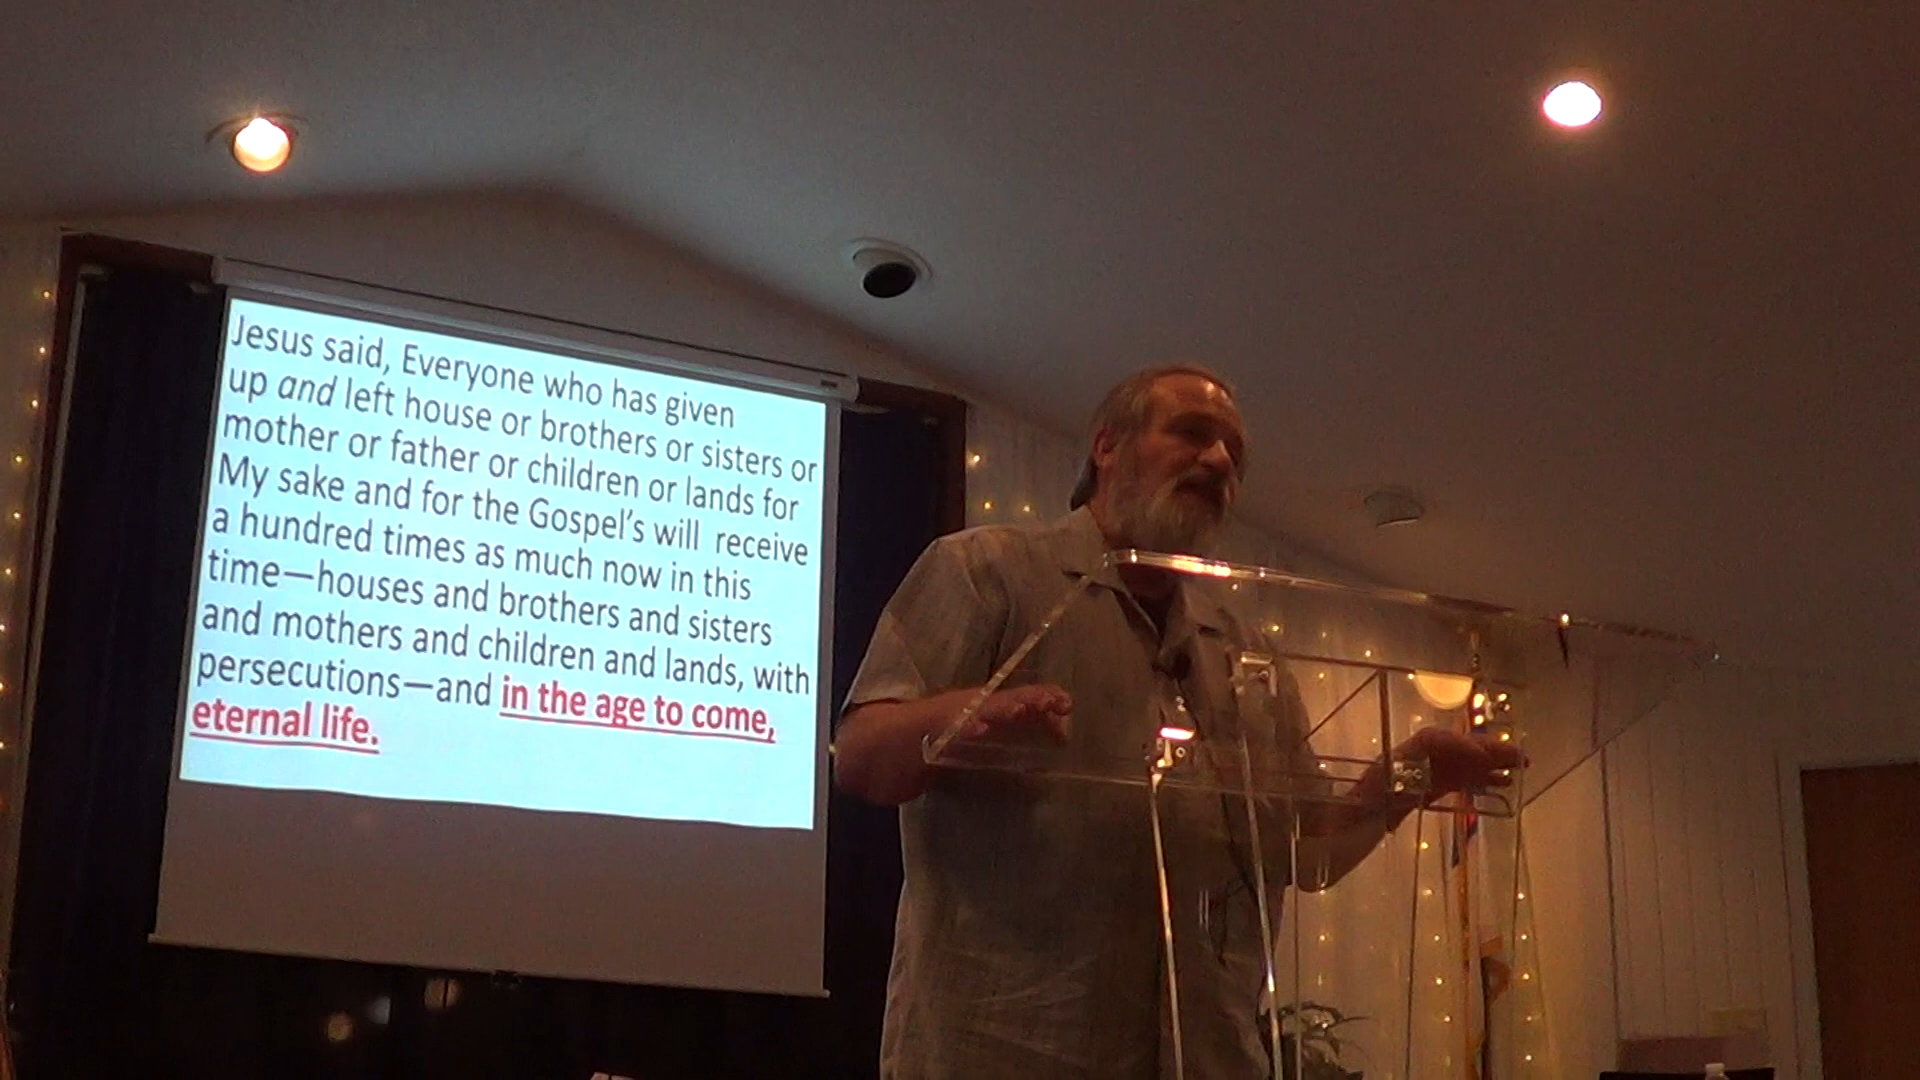 Jesus said, Everyone who has given
up and left house or brothers or sisters or
mother or father or children or lands for
My sake and for the Gospel’s will receive
a hundred times as much now in this
time—houses and brothers and sisters
and mothers and children and lands, with
persecutions—and in the age to come,
eternal life.